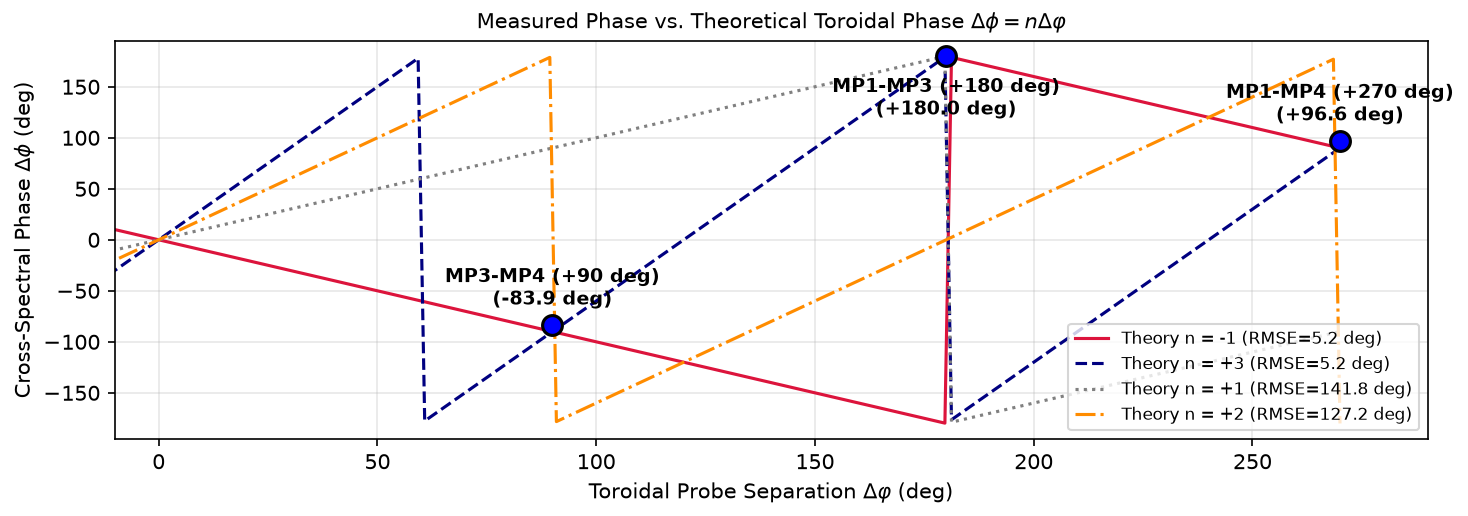 Measured Phase vs. Theoretical Toroidal Phase Δϕ = nΔφ
Cross-Spectral Phase Δϕ (deg)
150
100
50
0
−50
−100
−150
MP1-MP3 (+180 deg)
(+180.0 deg)
MP1-MP4 (+270 deg)
(+96.6 deg)
MP3-MP4 (+90 deg)
(-83.9 deg)
Theory n = -1 (RMSE=5.2 deg)
Theory n = +3 (RMSE=5.2 deg)
Theory n = +1 (RMSE=141.8 deg)
Theory n = +2 (RMSE=127.2 deg)
0 50 100 150 200 250
Toroidal Probe Separation Δφ (deg)